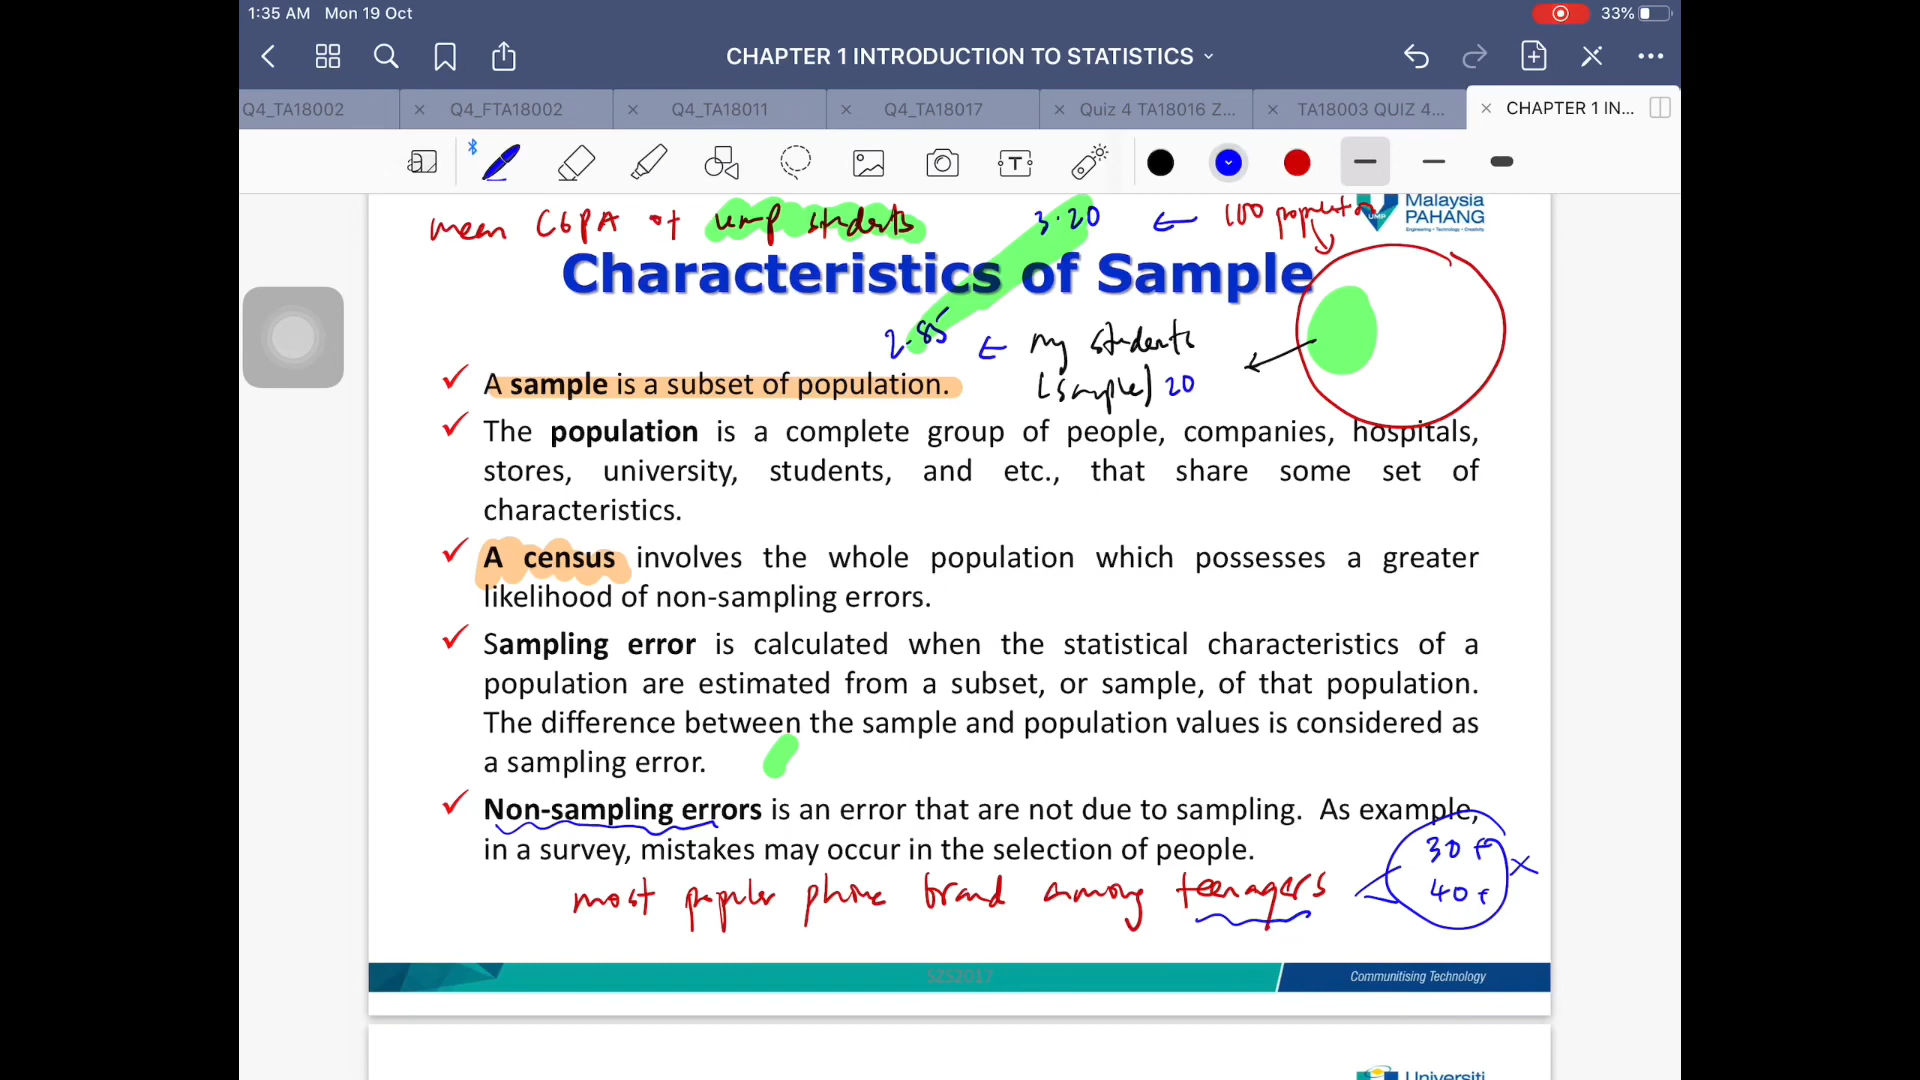 1:35 AM Mon 19 Oct
33%
CHAPTER 1 INTRODUCTION TO STATISTICS
Q4_TA18002
Q4_FTA18002
Q4_TA18011
Q4_TA18017
Quiz 4 TA18016 Z...
TA18003 QUIZ 4...
CHAPTER 1 IN...
Malaysia
PAHANG
Engineering • Technology • Creativity
UMP
mean CGPA of ump students 3.20 ← 100 population
Characteristics of Sample
2.85 ← my students
(sample) 20
✓ A sample is a subset of population.
✓ The population is a complete group of people, companies, hospitals,
stores, university, students, and etc., that share some set of
characteristics.
✓ A census involves the whole population which possesses a greater
likelihood of non-sampling errors.
✓ Sampling error is calculated when the statistical characteristics of a
population are estimated from a subset, or sample, of that population.
The difference between the sample and population values is considered as
a sampling error.
✓ Non-sampling errors is an error that are not due to sampling. As example,
in a survey, mistakes may occur in the selection of people.
30
40
most popular phone brand among teenagers
SZS2017
Communitising Technology
Universiti